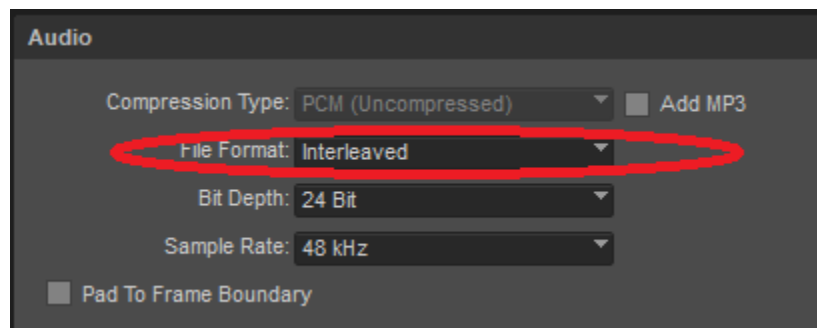 Audio
Compression Type: PCM (Uncompressed) Add MP3
File Format: Interleaved
Bit Depth: 24 Bit
Sample Rate: 48 kHz
Pad To Frame Boundary